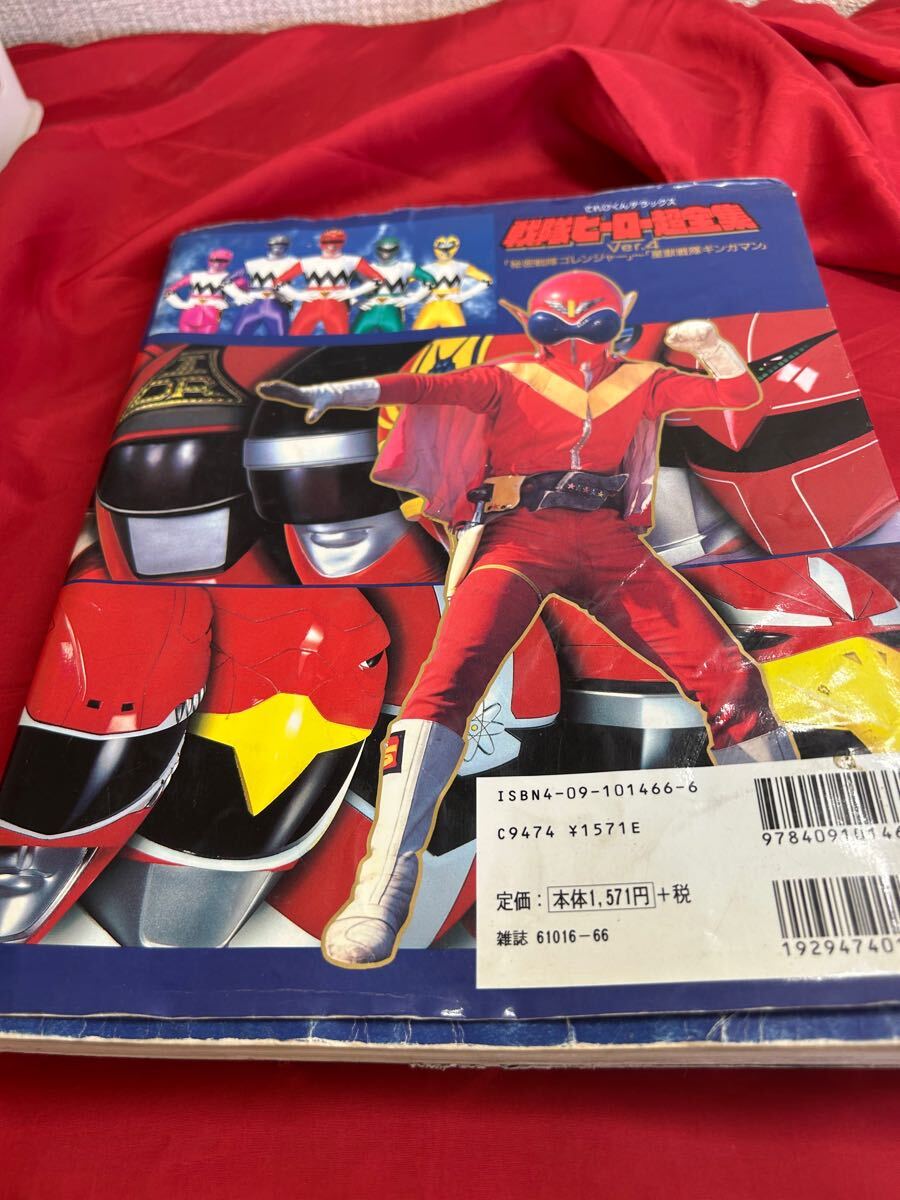 てれびくんデラックス
戦隊ヒーロー超全集
Ver.4
「秘密戦隊ゴレンジャー」〜「星獣戦隊ギンガマン」
ISBN4-09-101466-6
C9474 ¥1571E
定価：本体1,571円+税
雑誌 61016-66
97840910146
192947401